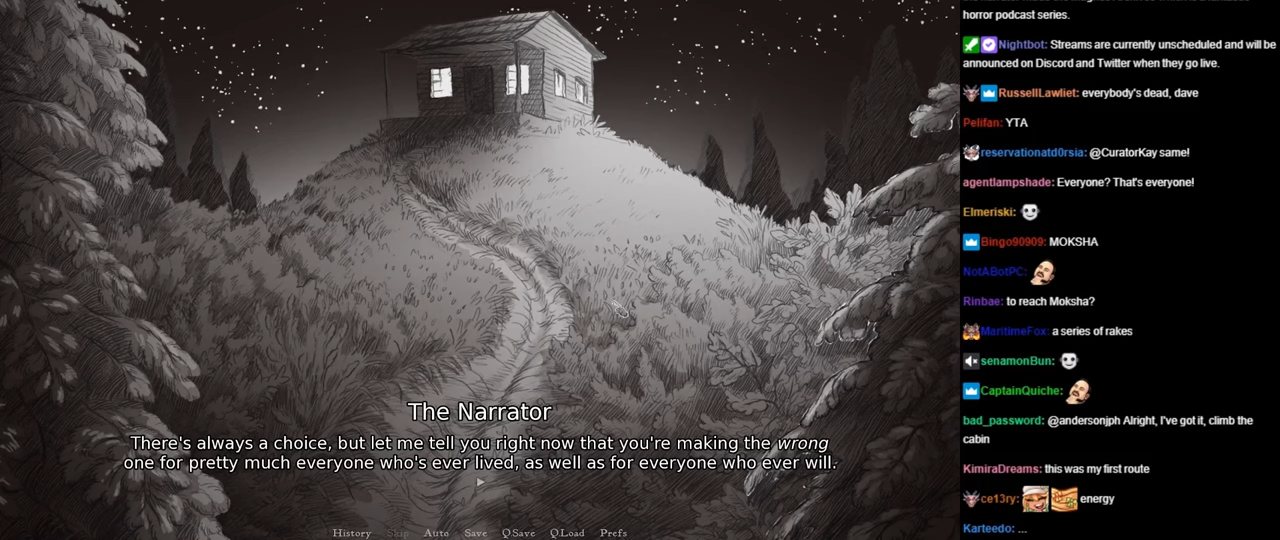 The Narrator
There's always a choice, but let me tell you right now that you're making the wrong
one for pretty much everyone who's ever lived, as well as for everyone who ever will.
History Skip Auto Save QSave QLoad Prefs
horror podcast series.
Nightbot: Streams are currently unscheduled and will be
announced on Discord and Twitter when they go live.
RussellLawliet: everybody's dead, dave
Pelifan: YTA
reservationatd0rsia: @CuratorKay same!
agentlampshade: Everyone? That's everyone!
Elmeriski:
Bingo90909: MOKSHA
NotABotPC:
Rinbae: to reach Moksha?
MaritimeFox: a series of rakes
senamonBun:
CaptainQuiche:
bad_password: @andersonjph Alright, I've got it, climb the
cabin
KimiraDreams: this was my first route
ce13ry: energy
Karteedo: ...